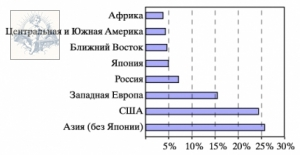 Африка
Центральная и Южная Америка
Ближний Восток
Япония
Россия
Западная Европа
США
Азия (без Японии)
5% 10% 15% 20% 25% 30%